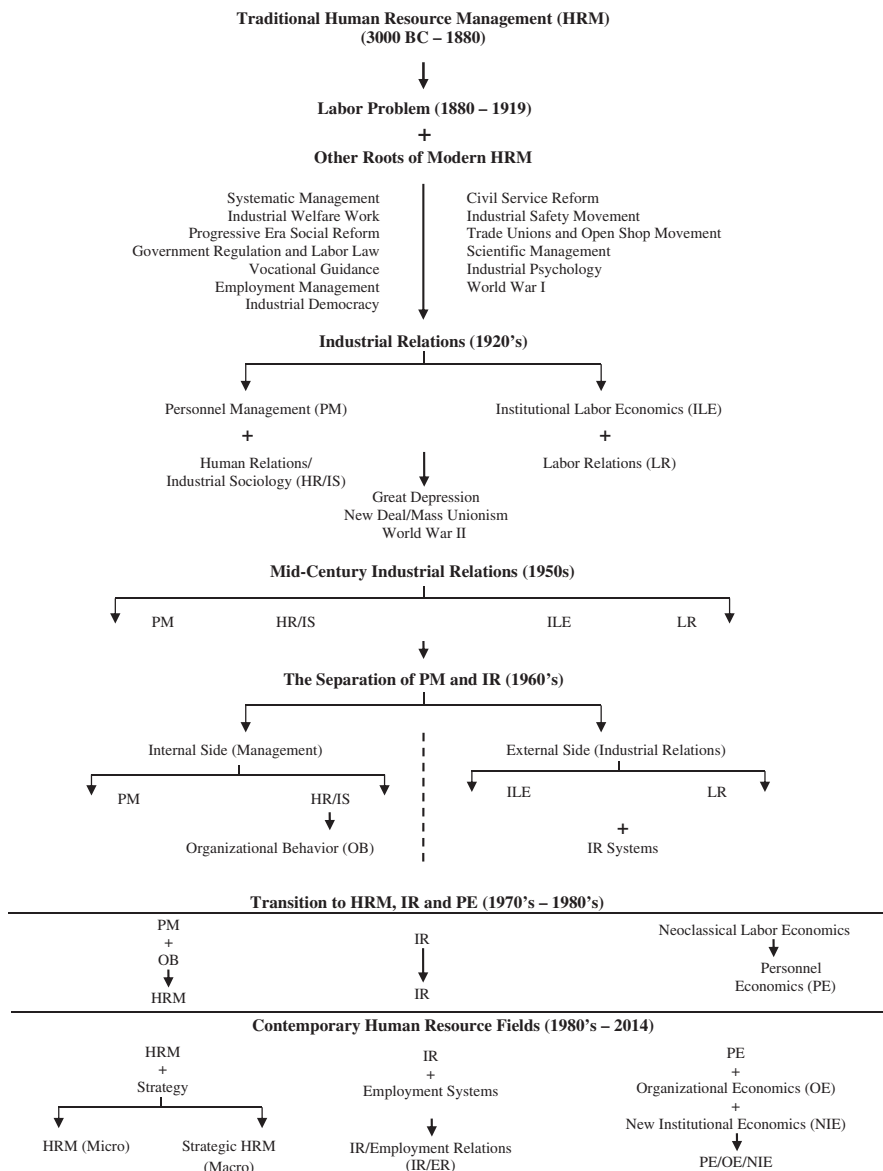 Traditional Human Resource Management (HRM)
(3000 BC – 1880)
Labor Problem (1880 – 1919)
+
Other Roots of Modern HRM
Systematic Management
Industrial Welfare Work
Progressive Era Social Reform
Government Regulation and Labor Law
Vocational Guidance
Employment Management
Industrial Democracy
Civil Service Reform
Industrial Safety Movement
Trade Unions and Open Shop Movement
Scientific Management
Industrial Psychology
World War I
Industrial Relations (1920's)
Personnel Management (PM)
+
Human Relations/
Industrial Sociology (HR/IS)
Institutional Labor Economics (ILE)
+
Labor Relations (LR)
Great Depression
New Deal/Mass Unionism
World War II
Mid-Century Industrial Relations (1950s)
PM HR/IS ILE LR
The Separation of PM and IR (1960's)
Internal Side (Management)
PM HR/IS
Organizational Behavior (OB)
External Side (Industrial Relations)
ILE LR
+
IR Systems
Transition to HRM, IR and PE (1970's – 1980's)
PM
+
OB
HRM
IR
IR
Neoclassical Labor Economics
Personnel
Economics (PE)
Contemporary Human Resource Fields (1980's – 2014)
HRM
+
Strategy
HRM (Micro)
Strategic HRM
(Macro)
IR
+
Employment Systems
IR/Employment Relations
(IR/ER)
PE
+
Organizational Economics (OE)
+
New Institutional Economics (NIE)
PE/OE/NIE